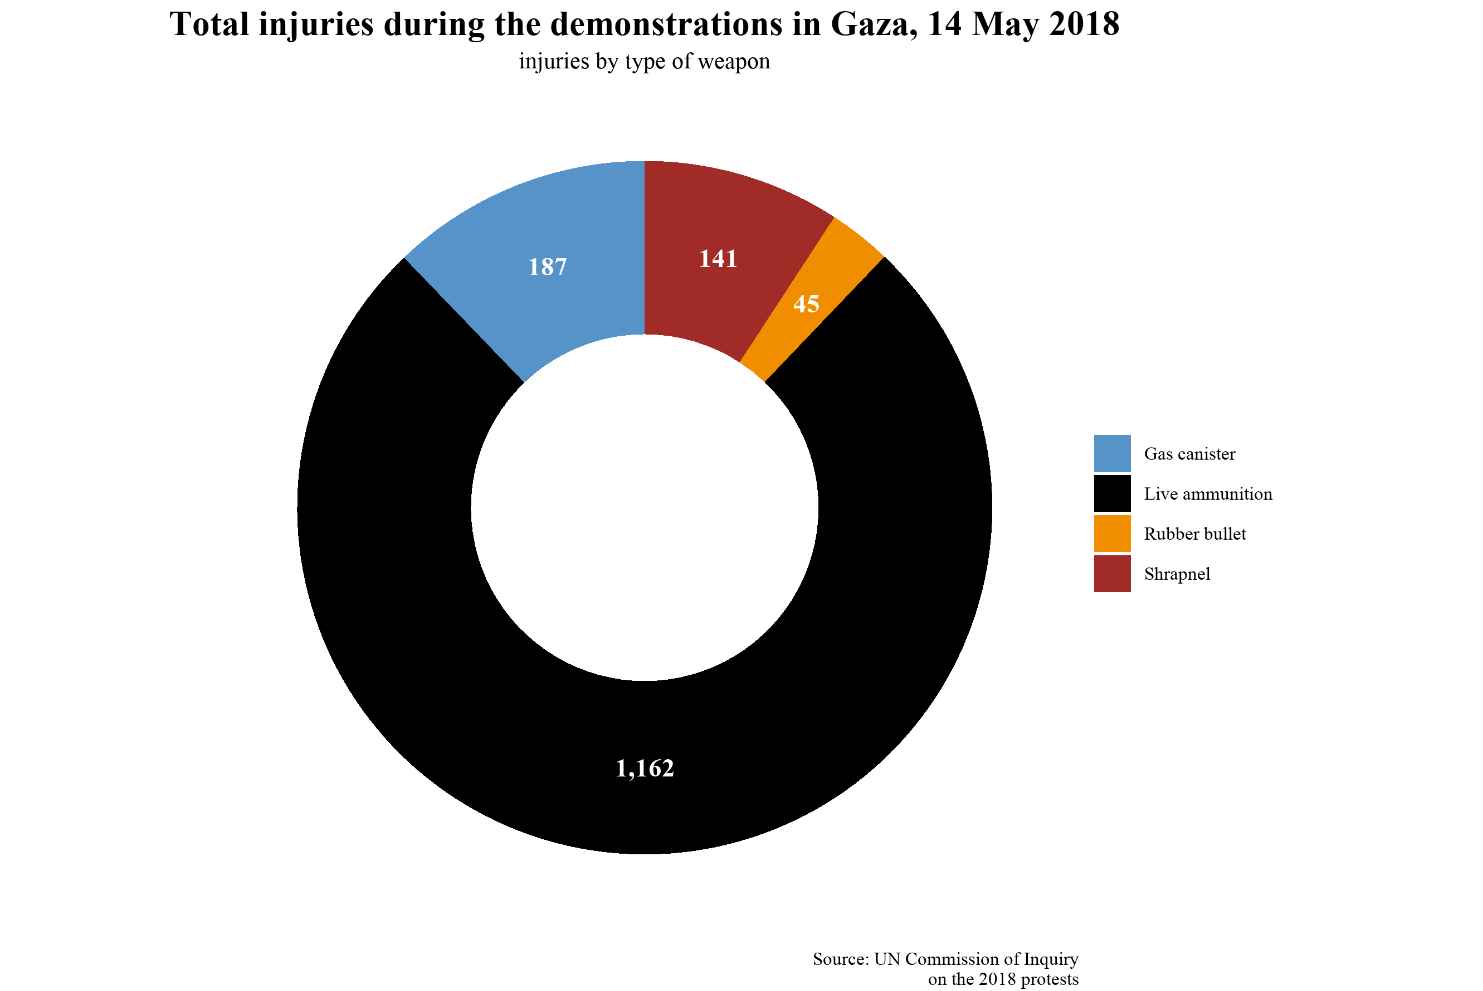 Total injuries during the demonstrations in Gaza, 14 May 2018
injuries by type of weapon
187
141
45
1,162
Gas canister
Live ammunition
Rubber bullet
Shrapnel
Source: UN Commission of Inquiry
on the 2018 protests